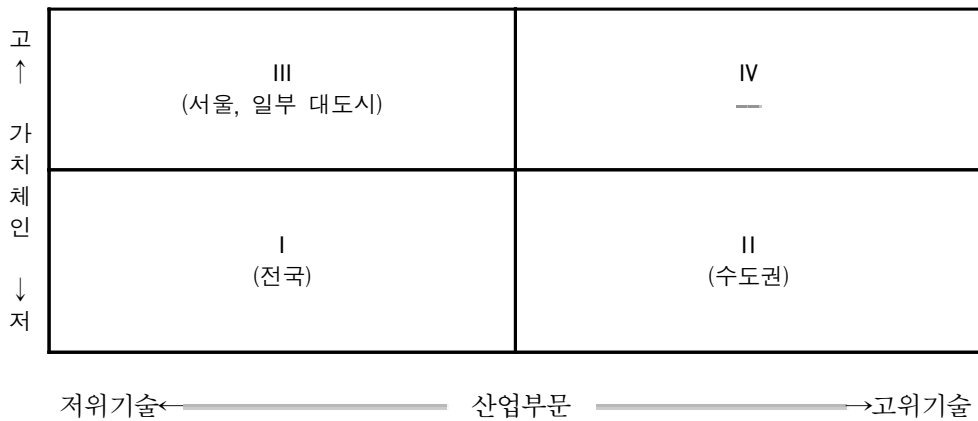 고
↑
가
치
체
인
↓
저
III
(서울, 일부 대도시)
IV
—
I
(전국)
II
(수도권)
저위기술← 산업부문 →고위기술